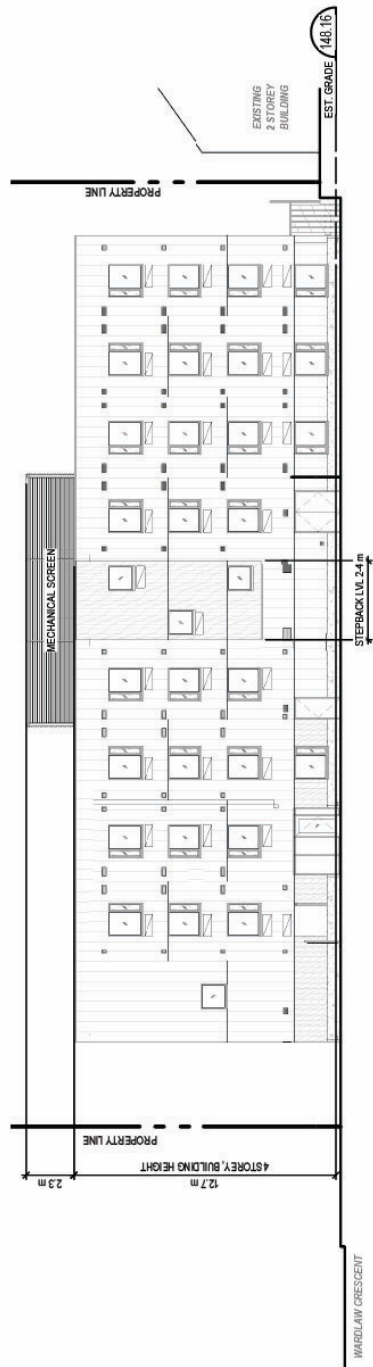 MECHANICAL SCREEN
PROPERTY LINE
PROPERTY LINE
EXISTING
2 STOREY
BUILDING
148.16
EST. GRADE
STEPBACK LVL 2-4 m
2.3 m
12.7 m
4 STOREY, BUILDING HEIGHT
WARDLAW CRESCENT